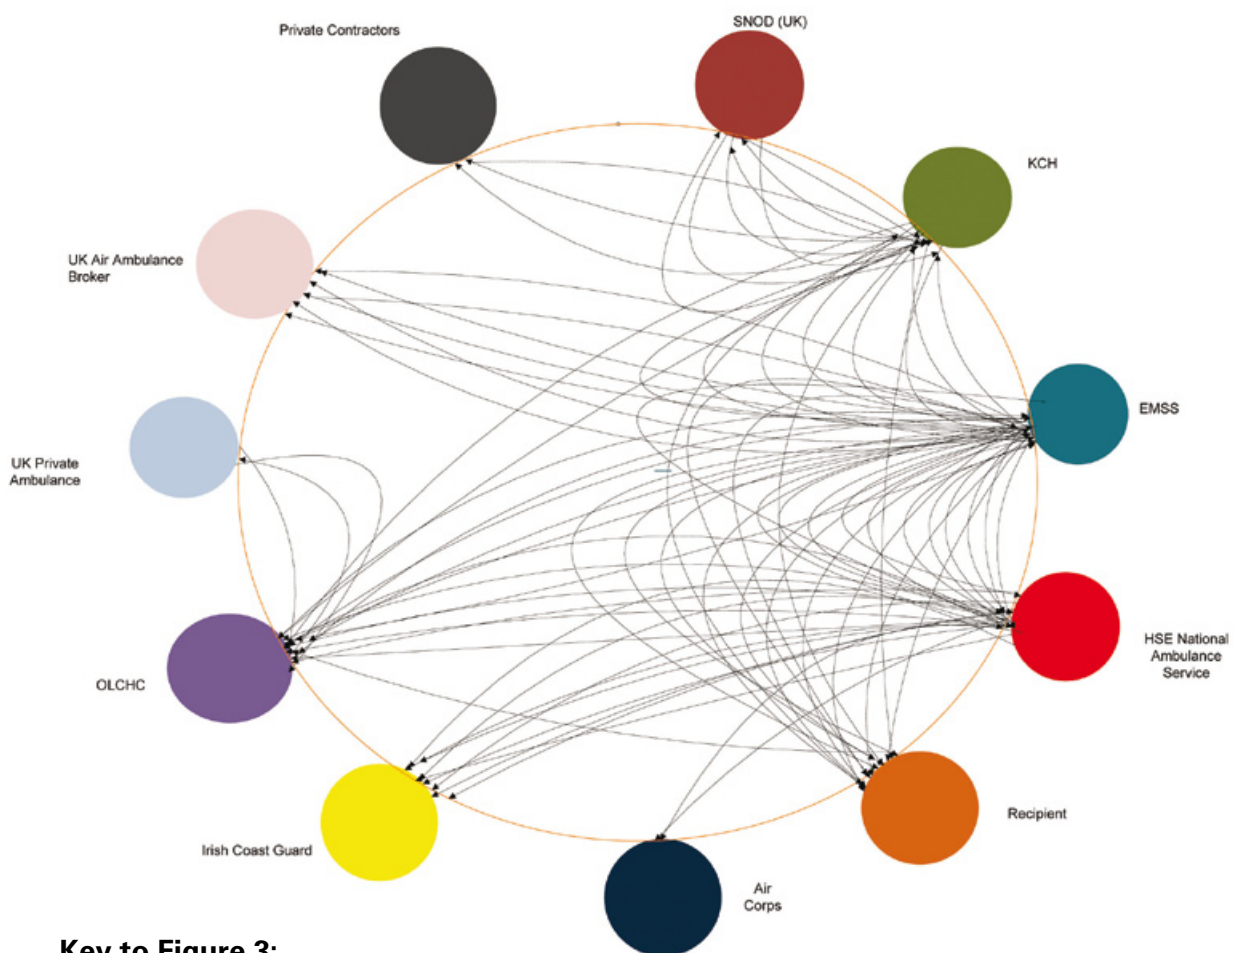 SNOD (UK)
Private Contractors
KCH
UK Air Ambulance
Broker
EMSS
UK Private
Ambulance
HSE National
Ambulance
Service
OLCHC
Recipient
Irish Coast Guard
Air
Corps
Key to Figure 3: